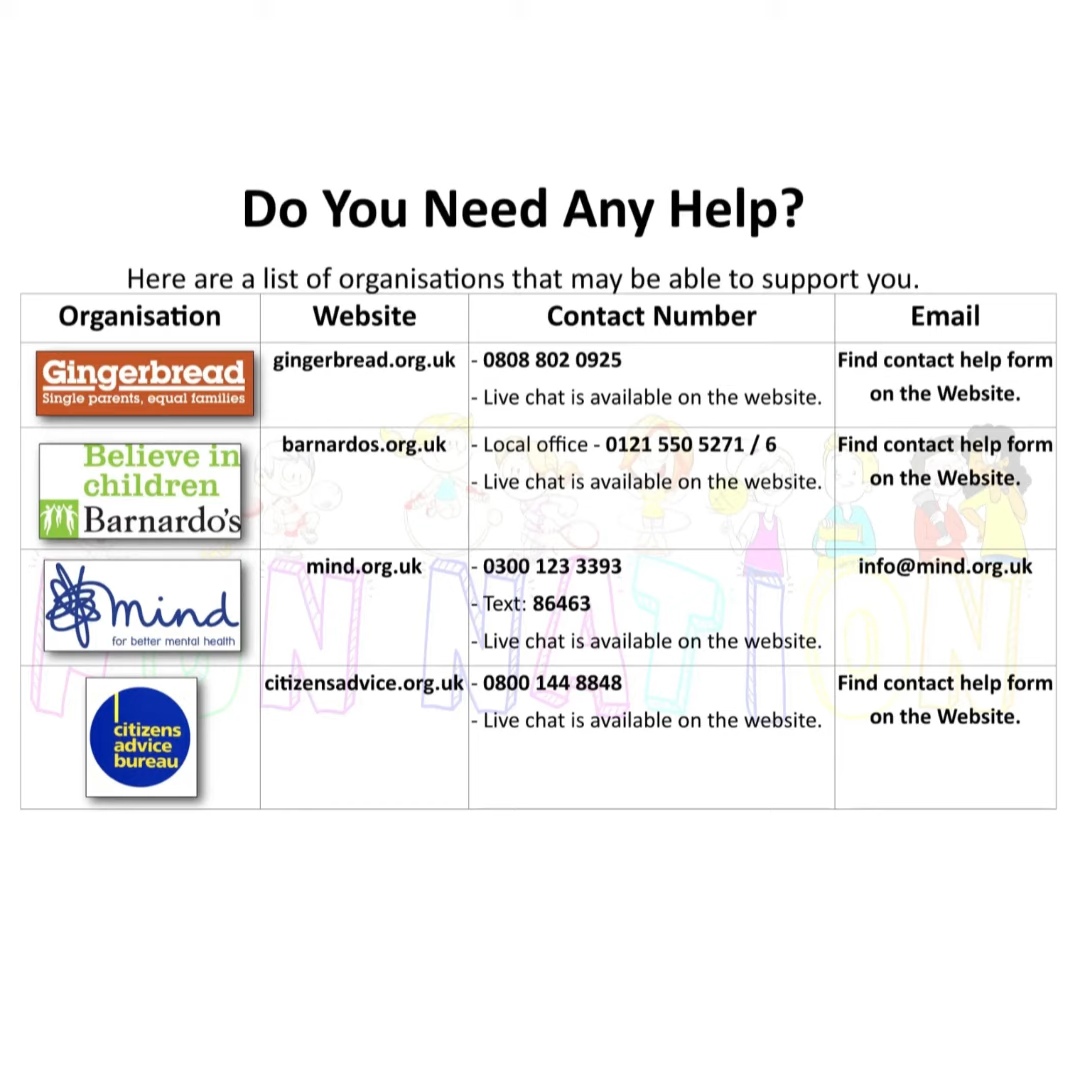 Do You Need Any Help?
Here are a list of organisations that may be able to support you.
Organisation Website Contact Number Email
Gingerbread
Single parents, equal families
gingerbread.org.uk
- 0808 802 0925
- Live chat is available on the website.
Find contact help form
on the Website.
Believe in
children
Barnardo's
barnardos.org.uk
- Local office - 0121 550 5271 / 6
- Live chat is available on the website.
Find contact help form
on the Website.
mind
for better mental health
mind.org.uk
- 0300 123 3393
- Text: 86463
- Live chat is available on the website.
info@mind.org.uk
citizens
advice
bureau
citizensadvice.org.uk
- 0800 144 8848
- Live chat is available on the website.
Find contact help form
on the Website.
FUN NATION